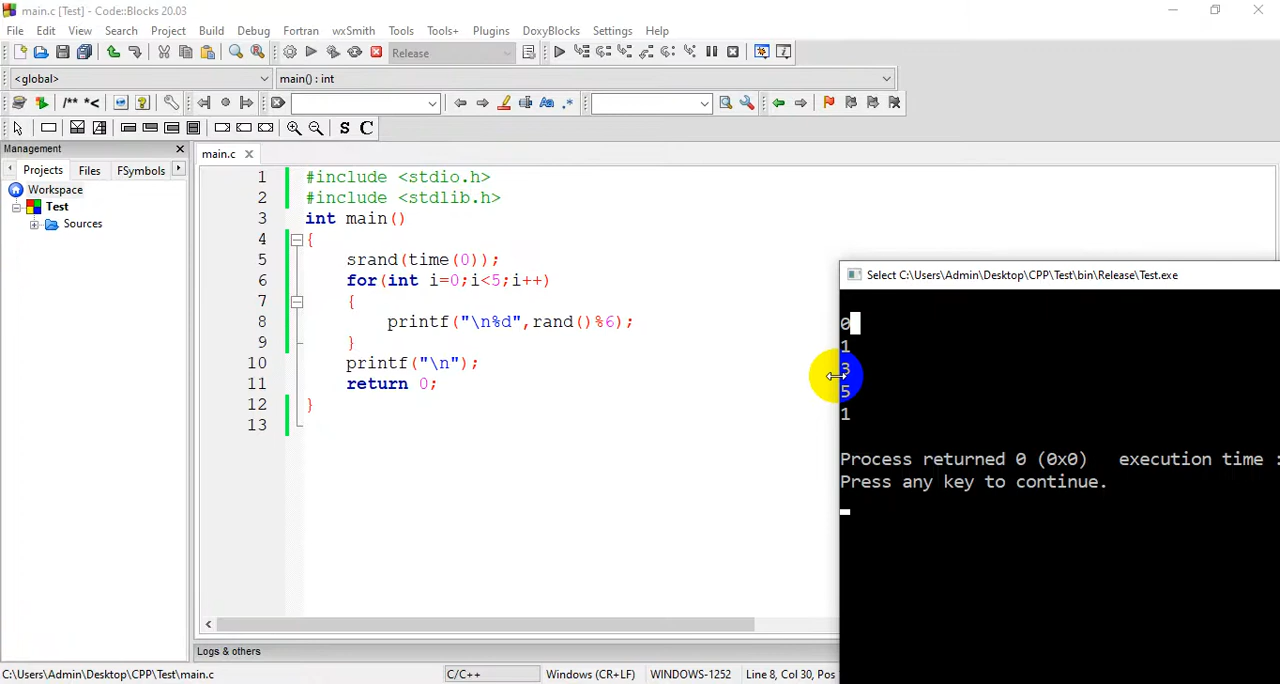 main.c [Test] - Code::Blocks 20.03
File Edit View Search Project Build Debug Fortran wxSmith Tools Tools+ Plugins DoxyBlocks Settings Help
Release
<global> main() : int
/** *<
S C
Management
Projects Files FSymbols
main.c
Workspace
Test
Sources
1 #include <stdio.h>
2 #include <stdlib.h>
3 int main()
4 {
5 srand(time(0));
6 for(int i=0;i<5;i++)
7 {
8 printf("\n%d",rand()%6);
9 }
10 printf("\n");
11 return 0;
12 }
13
Select C:\Users\Admin\Desktop\CPP\Test\bin\Release\Test.exe
0
1
3
5
1
Process returned 0 (0x0) execution time :
Press any key to continue.
Logs & others
C:\Users\Admin\Desktop\CPP\Test\main.c C/C++ Windows (CR+LF) WINDOWS-1252 Line 8, Col 30, Pos